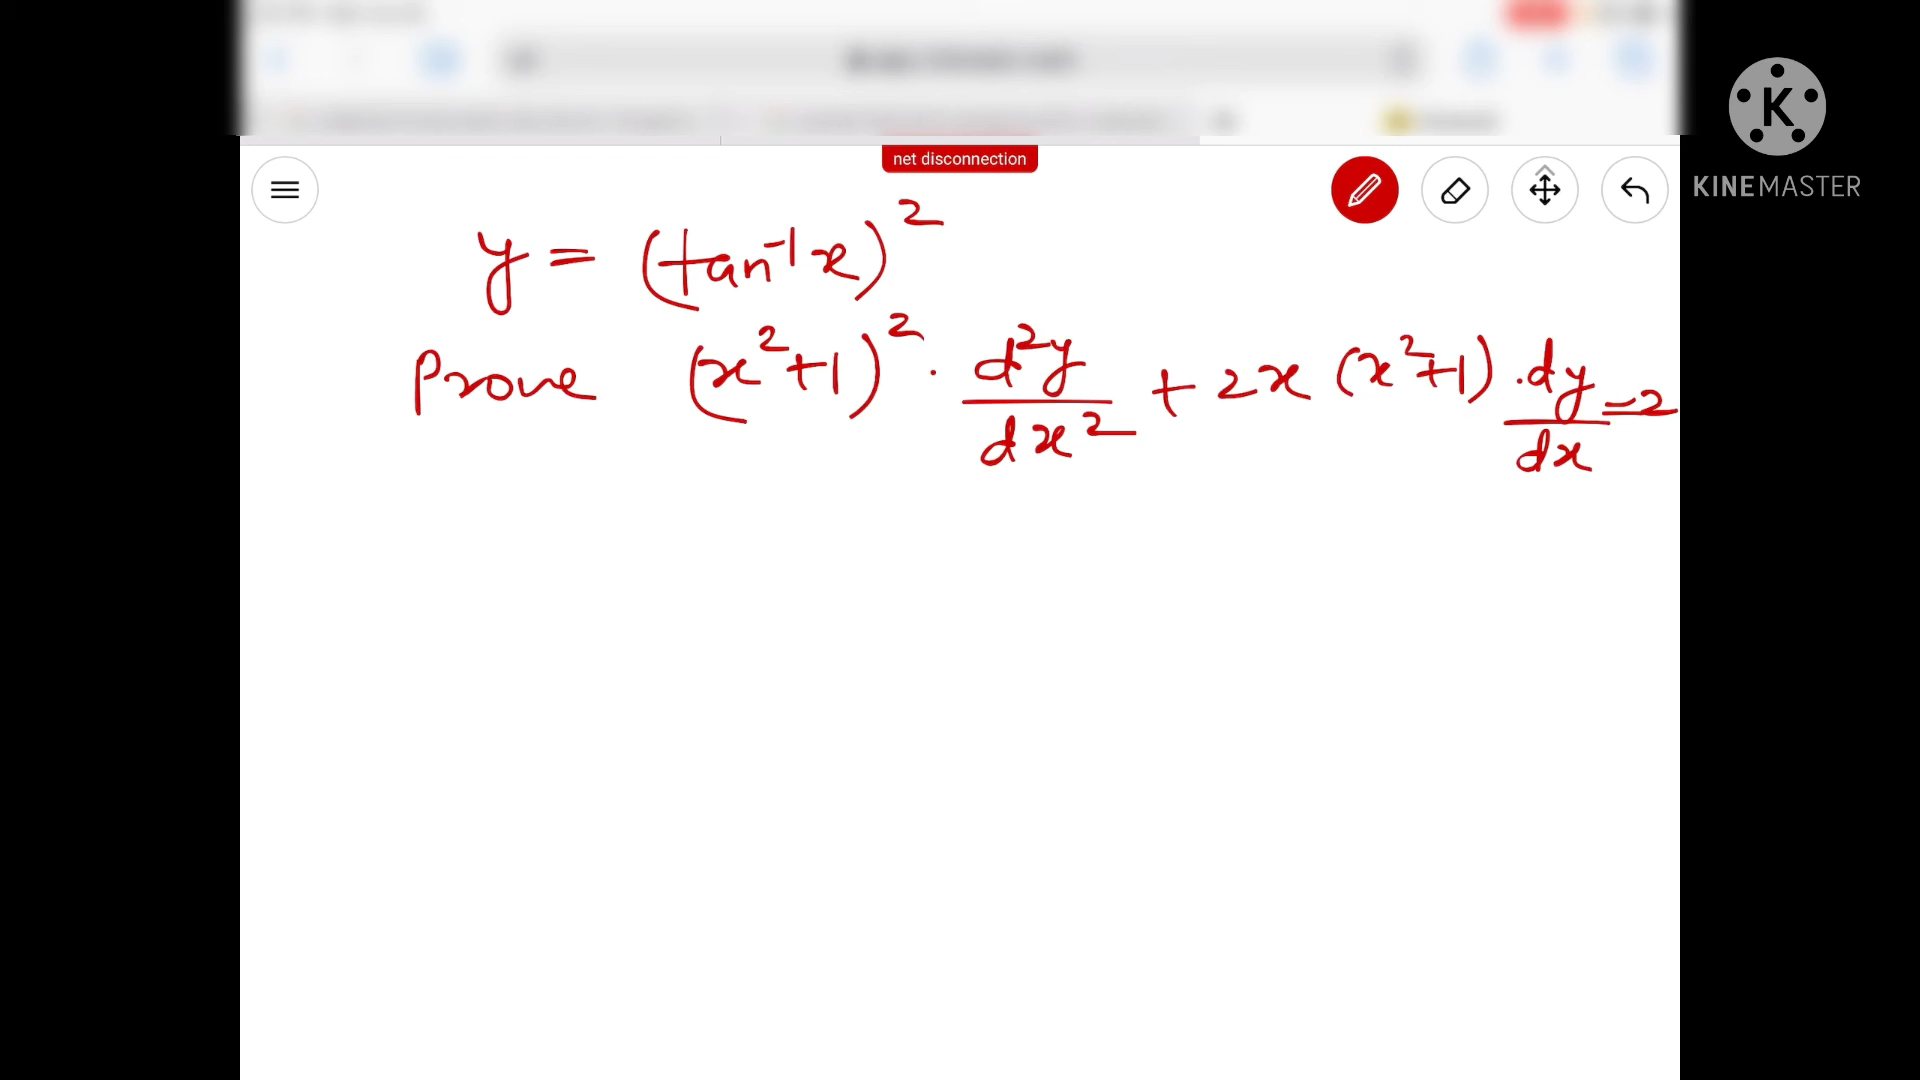 net disconnection
K
KINEMASTER
y = (tan⁻¹x)²
Prove (x²+1)² · d²y/dx² + 2x (x²+1) · dy/dx = 2